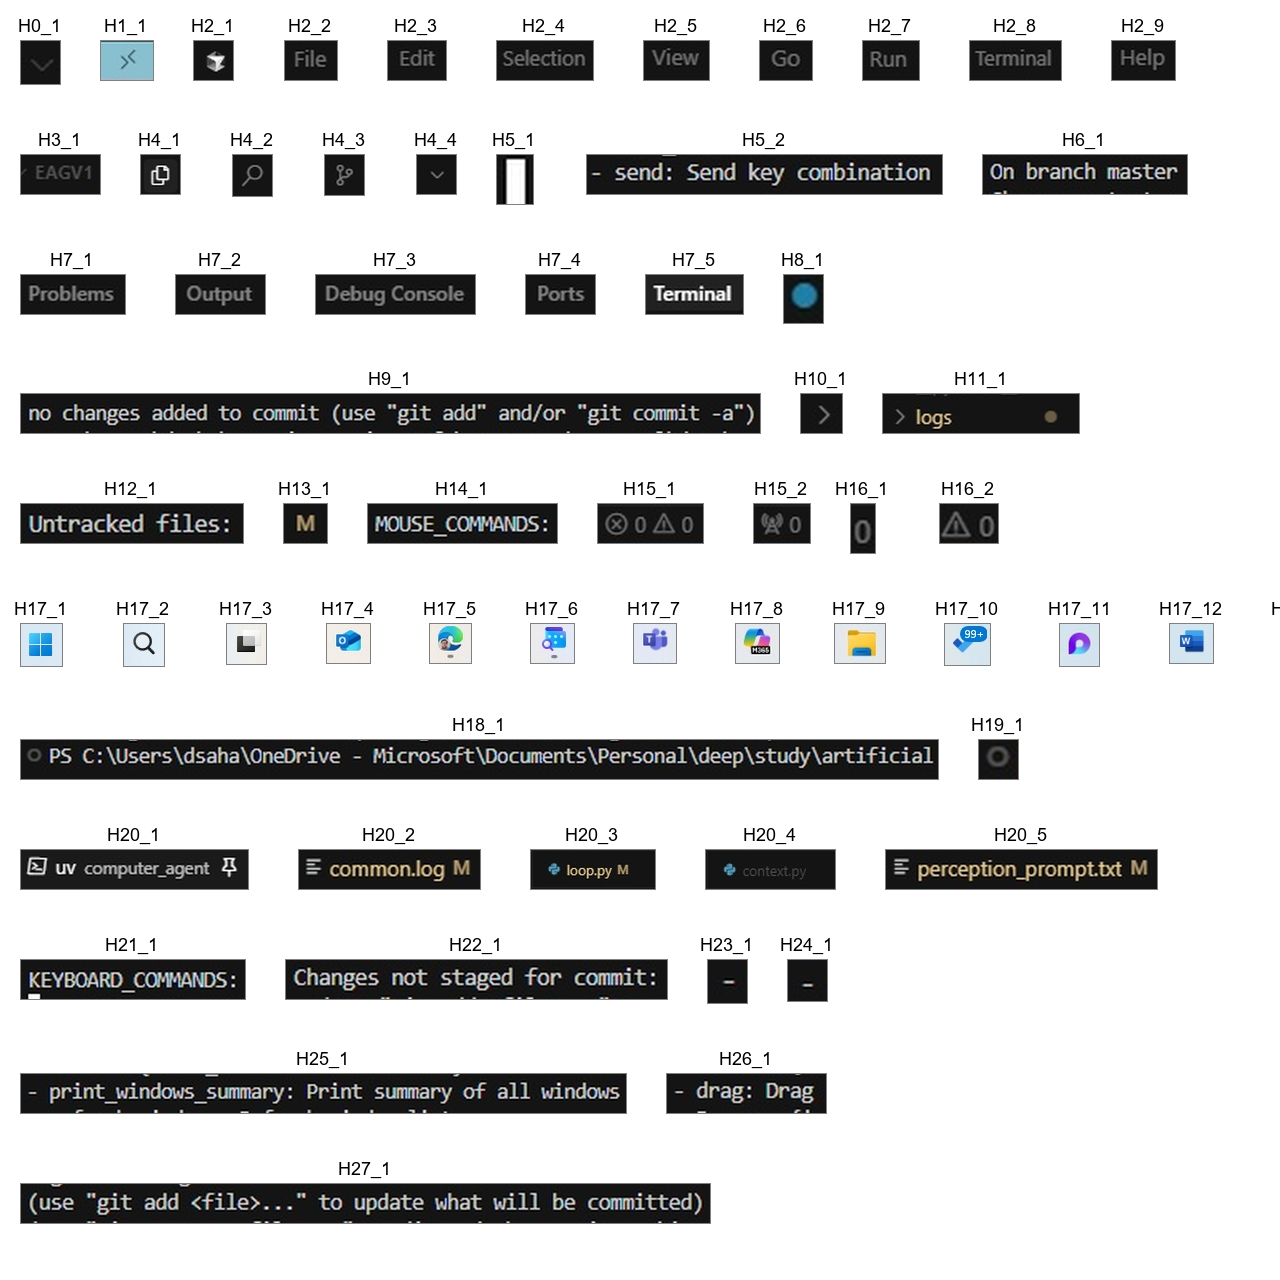 H0_1 H1_1 H2_1 H2_2 H2_3 H2_4 H2_5 H2_6 H2_7 H2_8 H2_9
File Edit Selection View Go Run Terminal Help
H3_1 H4_1 H4_2 H4_3 H4_4 H5_1 H5_2 H6_1
EAGV1 - send: Send key combination On branch master
H7_1 H7_2 H7_3 H7_4 H7_5 H8_1
Problems Output Debug Console Ports Terminal
H9_1 H10_1 H11_1
no changes added to commit (use "git add" and/or "git commit -a") > logs
H12_1 H13_1 H14_1 H15_1 H15_2 H16_1 H16_2
Untracked files: M MOUSE_COMMANDS: 0 0 0 0 0
H17_1 H17_2 H17_3 H17_4 H17_5 H17_6 H17_7 H17_8 H17_9 H17_10 H17_11 H17_12 H
M365 99+ W
H18_1 H19_1
PS C:\Users\dsaha\OneDrive - Microsoft\Documents\Personal\deep\study\artificial
H20_1 H20_2 H20_3 H20_4 H20_5
uv computer_agent common.log M loop.py M context.py perception_prompt.txt M
H21_1 H22_1 H23_1 H24_1
KEYBOARD_COMMANDS: Changes not staged for commit: - -
H25_1 H26_1
- print_windows_summary: Print summary of all windows - drag: Drag
H27_1
(use "git add <file>..." to update what will be committed)